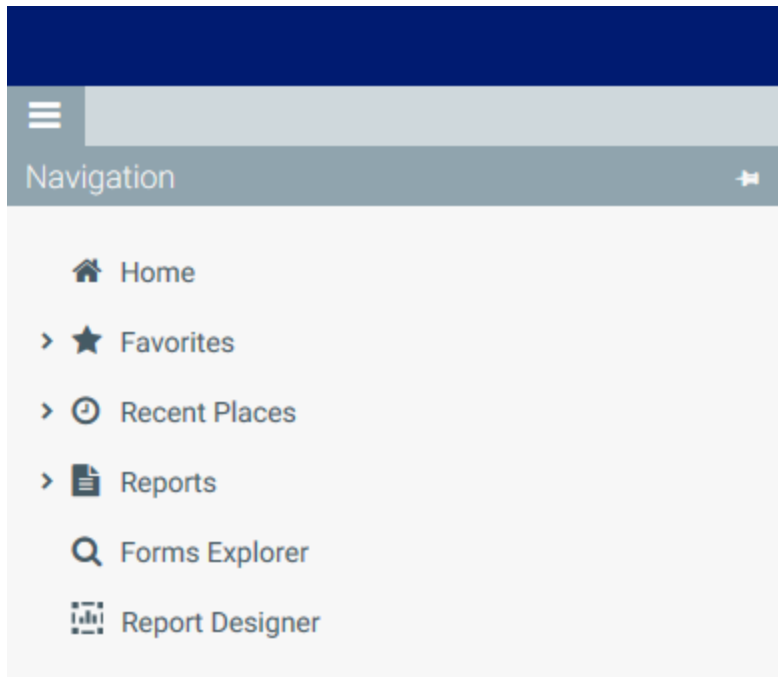 Navigation
Home
Favorites
Recent Places
Reports
Forms Explorer
Report Designer